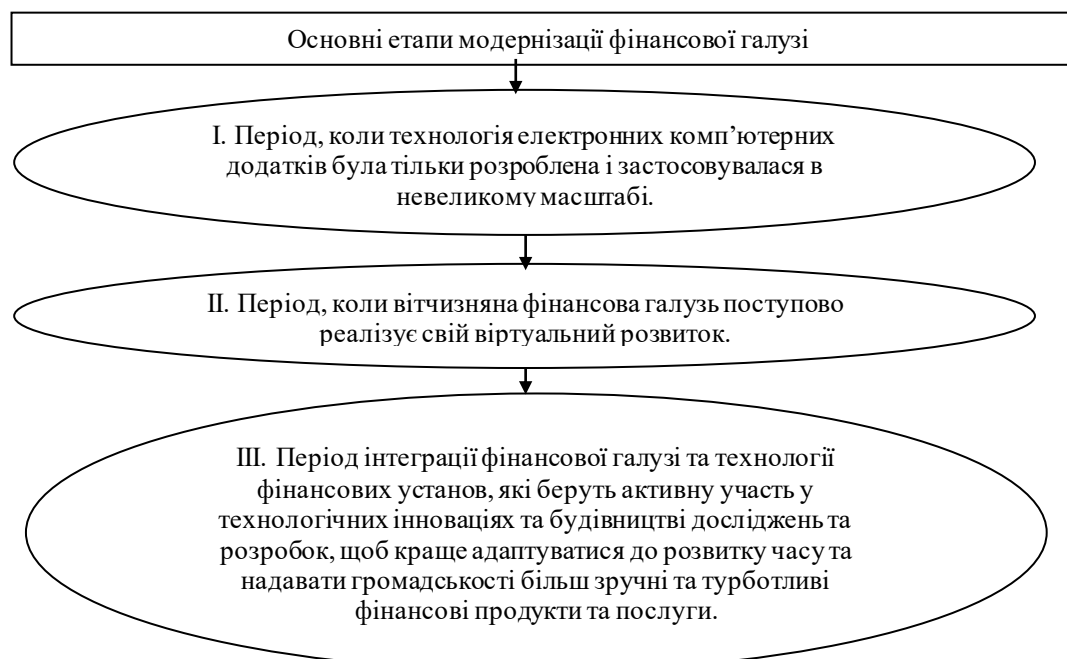 Основні етапи модернізації фінансової галузі
I. Період, коли технологія електронних комп’ютерних
додатків була тільки розроблена і застосовувалася в
невеликому масштабі.
II. Період, коли вітчизняна фінансова галузь поступово
реалізує свій віртуальний розвиток.
III. Період інтеграції фінансової галузі та технології
фінансових установ, які беруть активну участь у
технологічних інноваціях та будівництві досліджень та
розробок, щоб краще адаптуватися до розвитку часу та
надавати громадськості більш зручні та турботливі
фінансові продукти та послуги.